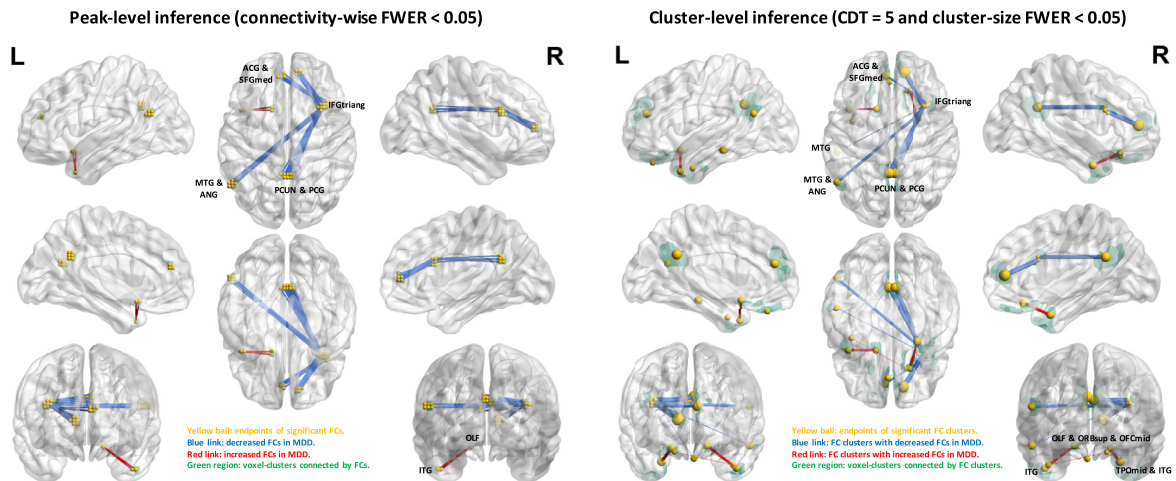 Peak-level inference (connectivity-wise FWER < 0.05)
L
R
ACG &
SFGmed
IFGtriang
MTG &
ANG
PCUN & PCG
Yellow ball: endpoints of significant FCs.
Blue link: decreased FCs in MDD.
Red link: increased FCs in MDD.
Green region: voxel-clusters connected by FCs.
OLF
ITG
Cluster-level inference (CDT = 5 and cluster-size FWER < 0.05)
L
R
ACG &
SFGmed
IFGtriang
MTG
MTG &
ANG
PCUN & PCG
Yellow ball: endpoints of significant FC clusters.
Blue link: FC clusters with decreased FCs in MDD.
Red link: FC clusters with increased FCs in MDD.
Green region: voxel-clusters connected by FC clusters.
OLF & ORBsup & OFCmid
ITG
TPOmid & ITG